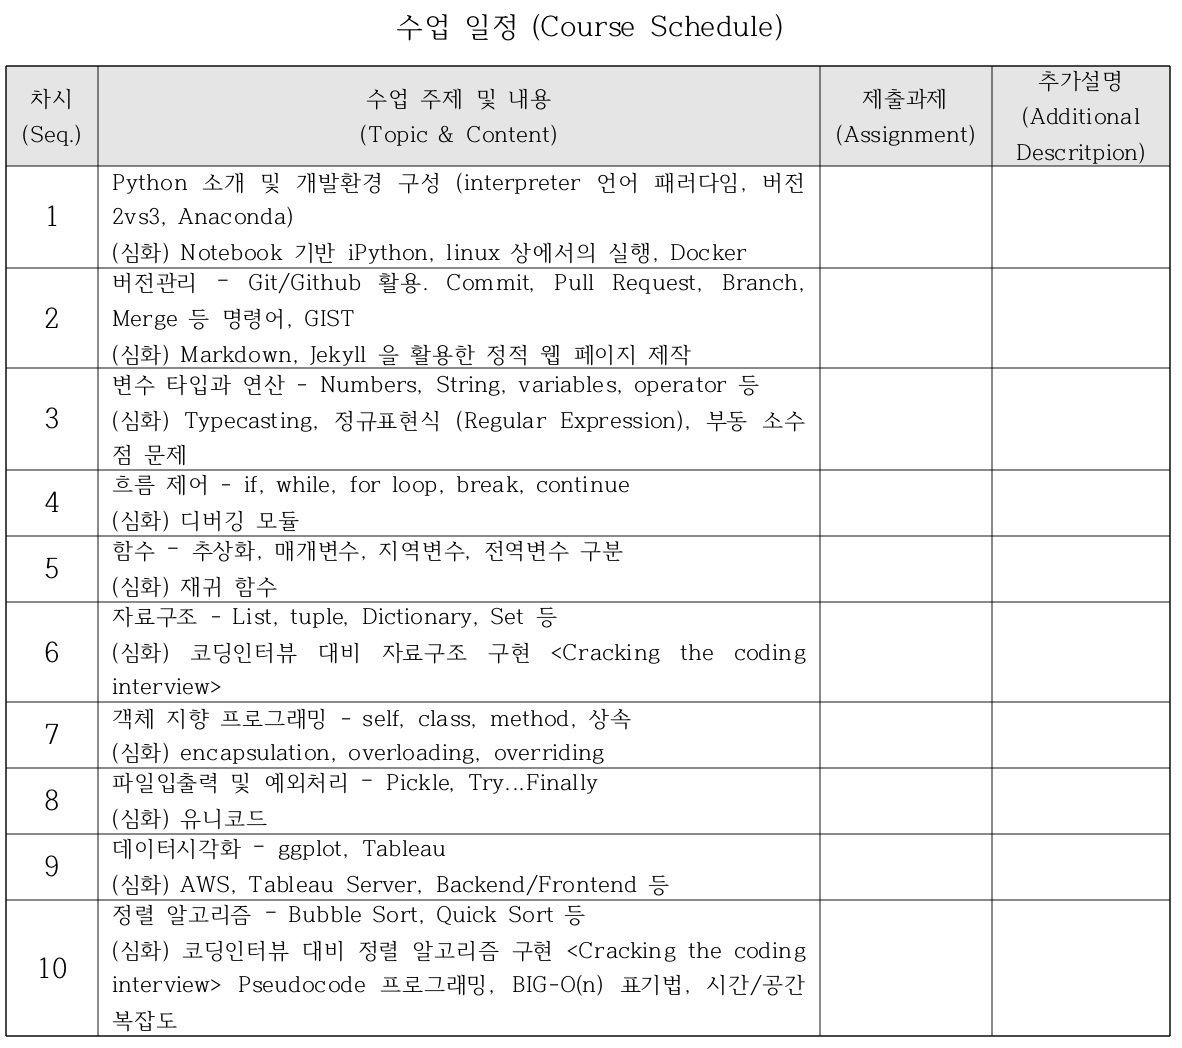 수업 일정 (Course Schedule)
차시
(Seq.)
수업 주제 및 내용
(Topic & Content)
제출과제
(Assignment)
추가설명
(Additional
Descritpion)
1
Python 소개 및 개발환경 구성 (interpreter 언어 패러다임, 버전
2vs3, Anaconda)
(심화) Notebook 기반 iPython, linux 상에서의 실행, Docker
2
버전관리 - Git/Github 활용. Commit, Pull Request, Branch,
Merge 등 명령어, GIST
(심화) Markdown, Jekyll 을 활용한 정적 웹 페이지 제작
3
변수 타입과 연산 - Numbers, String, variables, operator 등
(심화) Typecasting, 정규표현식 (Regular Expression), 부동 소수
점 문제
4
흐름 제어 - if, while, for loop, break, continue
(심화) 디버깅 모듈
5
함수 - 추상화, 매개변수, 지역변수, 전역변수 구분
(심화) 재귀 함수
6
자료구조 - List, tuple, Dictionary, Set 등
(심화) 코딩인터뷰 대비 자료구조 구현 <Cracking the coding
interview>
7
객체 지향 프로그래밍 - self, class, method, 상속
(심화) encapsulation, overloading, overriding
8
파일입출력 및 예외처리 - Pickle, Try...Finally
(심화) 유니코드
9
데이터시각화 - ggplot, Tableau
(심화) AWS, Tableau Server, Backend/Frontend 등
10
정렬 알고리즘 - Bubble Sort, Quick Sort 등
(심화) 코딩인터뷰 대비 정렬 알고리즘 구현 <Cracking the coding
interview> Pseudocode 프로그래밍, BIG-O(n) 표기법, 시간/공간
복잡도